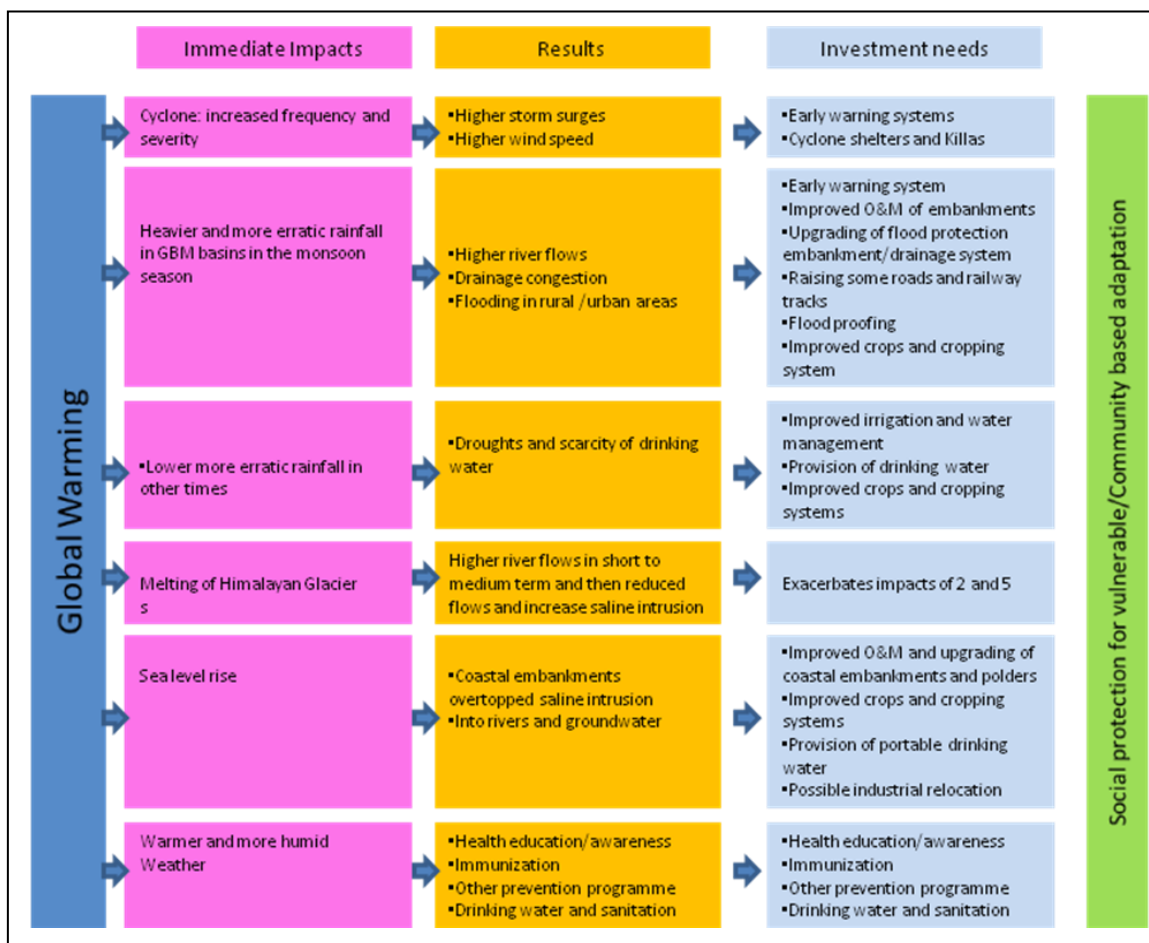 Immediate Impacts
Results
Investment needs
Global Warming
Cyclone: increased frequency and
severity
▪Higher storm surges
▪Higher wind speed
▪Early warning systems
▪Cyclone shelters and Killas
Heavier and more erratic rainfall
in GBM basins in the monsoon
season
▪Higher river flows
▪Drainage congestion
▪Flooding in rural /urban areas
▪Early warning system
▪Improved O&M of embankments
▪Upgrading of flood protection
embankment/drainage system
▪Raising some roads and railway
tracks
▪Flood proofing
▪Improved crops and cropping
system
▪Lower more erratic rainfall in
other times
▪Droughts and scarcity of drinking
water
▪Improved irrigation and water
management
▪Provision of drinking water
▪Improved crops and cropping
systems
Melting of Himalayan Glacier
s
Higher river flows in short to
medium term and then reduced
flows and increase saline intrusion
Exacerbates impacts of 2 and 5
Sea level rise
▪Coastal embankments
overtopped saline intrusion
▪Into rivers and groundwater
▪Improved O&M and upgrading of
coastal embankments and polders
▪Improved crops and cropping
systems
▪Provision of portable drinking
water
▪Possible industrial relocation
Warmer and more humid
Weather
▪Health education/awareness
▪Immunization
▪Other prevention programme
▪Drinking water and sanitation
▪Health education/awareness
▪Immunization
▪Other prevention programme
▪Drinking water and sanitation
Social protection for vulnerable/Community based adaptation